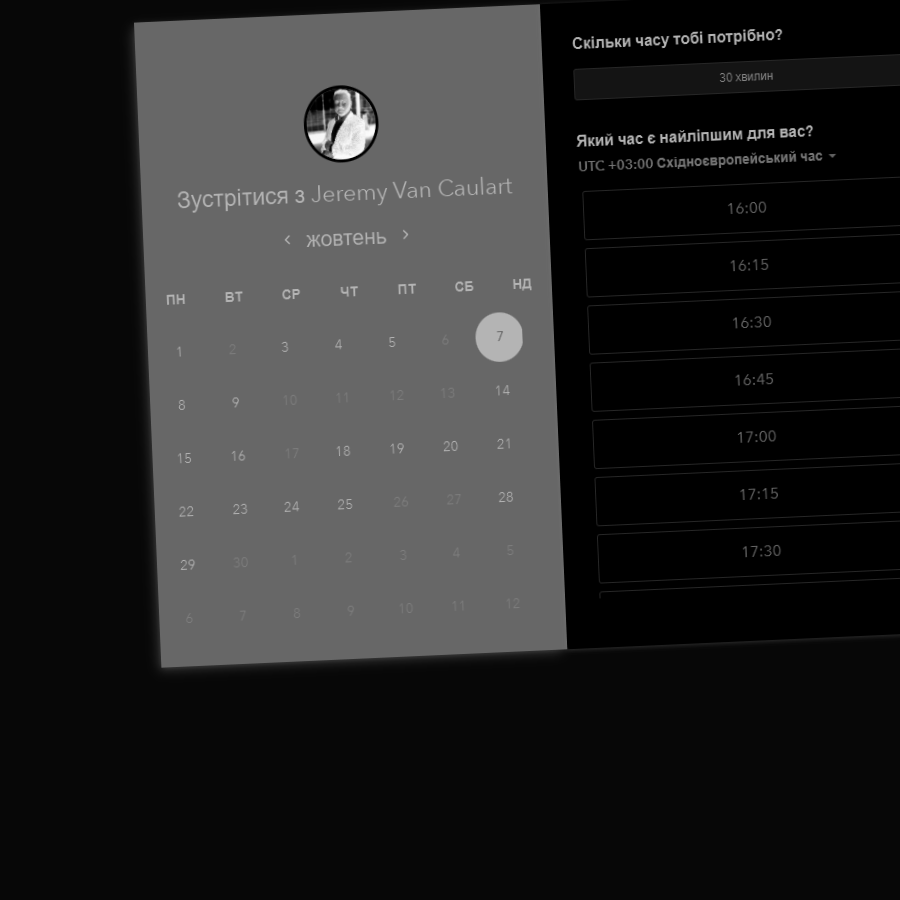 Зустрітися з Jeremy Van Caulart
жовтень
ПН ВТ СР ЧТ ПТ СБ НД
1 2 3 4 5 6 7
8 9 10 11 12 13 14
15 16 17 18 19 20 21
22 23 24 25 26 27 28
29 30 1 2 3 4 5
6 7 8 9 10 11 12
Скільки часу тобі потрібно?
30 хвилин
Який час є найліпшим для вас?
UTC +03:00 Східноєвропейський час
16:00
16:15
16:30
16:45
17:00
17:15
17:30